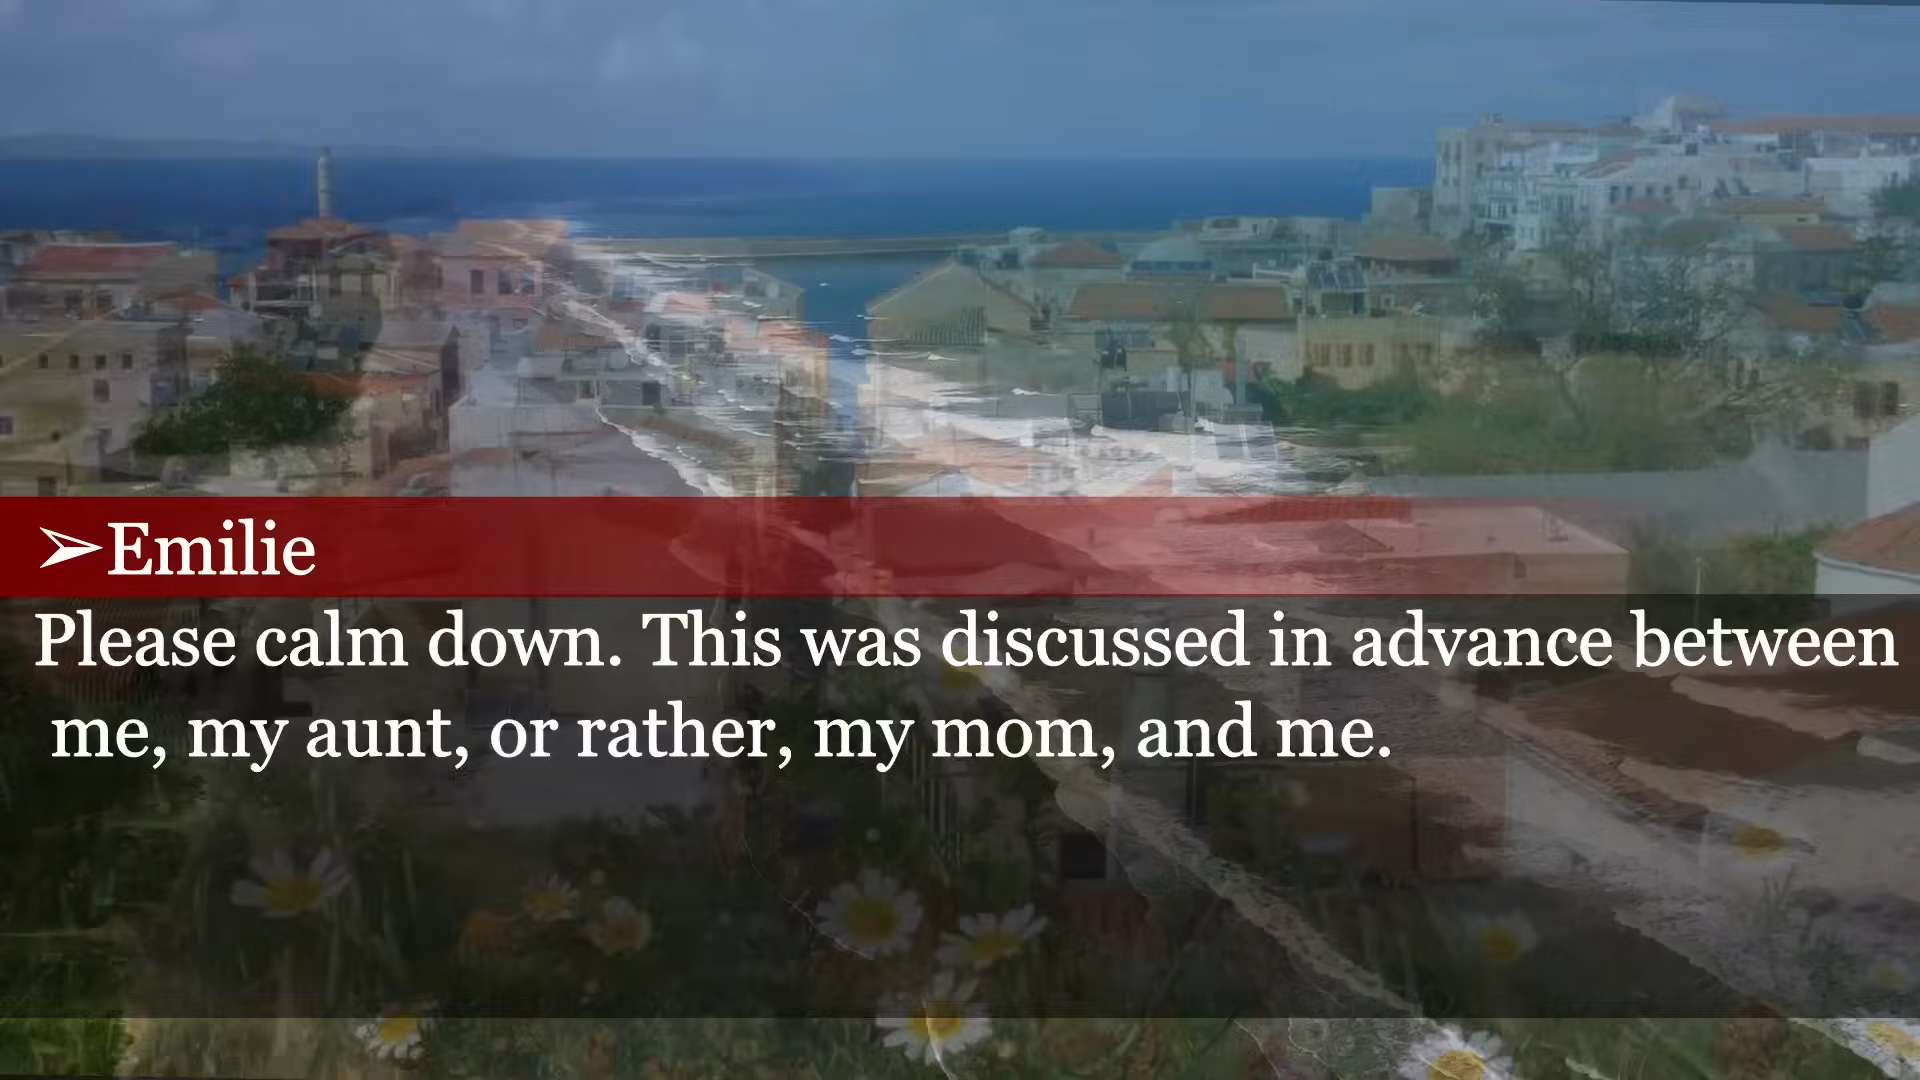 ➢Emilie
Please calm down. This was discussed in advance between
me, my aunt, or rather, my mom, and me.